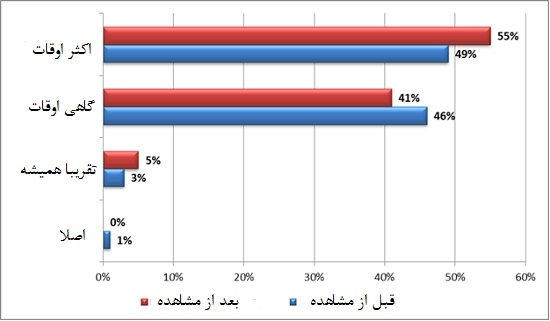 اکثر اوقات
55%
49%
گاهی اوقات
41%
46%
تقریبا همیشه
5%
3%
اصلا
0%
1%
0% 10% 20% 30% 40% 50% 60%
بعد از مشاهده قبل از مشاهده